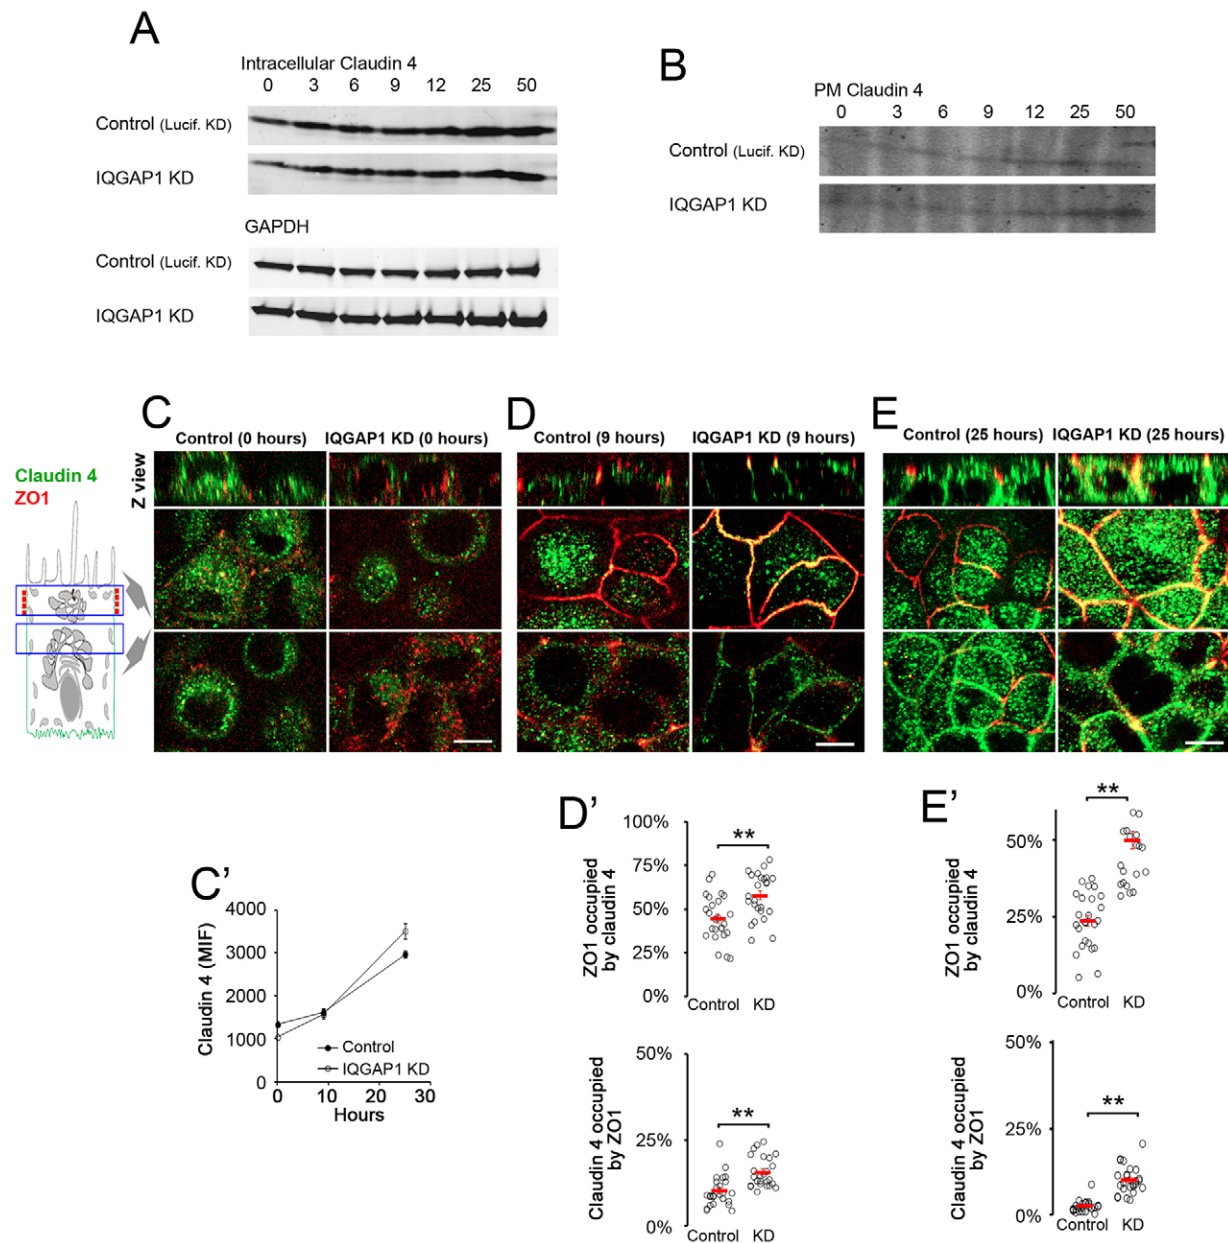 A
Intracellular Claudin 4
0 3 6 9 12 25 50
Control (Lucif. KD)
IQGAP1 KD
GAPDH
Control (Lucif. KD)
IQGAP1 KD
B
PM Claudin 4
0 3 6 9 12 25 50
Control (Lucif. KD)
IQGAP1 KD
C
Control (0 hours) IQGAP1 KD (0 hours)
D
Control (9 hours) IQGAP1 KD (9 hours)
E
Control (25 hours) IQGAP1 KD (25 hours)
Claudin 4
ZO1
Z view
C'
Claudin 4 (MIF)
4000
3000
2000
1000
0
0 10 20 30
Hours
Control
IQGAP1 KD
D'
ZO1 occupied
by claudin 4
100%
75%
50%
25%
0%
**
Control KD
Claudin 4 occupied
by ZO1
50%
25%
0%
**
Control KD
E'
ZO1 occupied
by claudin 4
50%
25%
0%
**
Control KD
Claudin 4 occupied
by ZO1
50%
25%
0%
**
Control KD